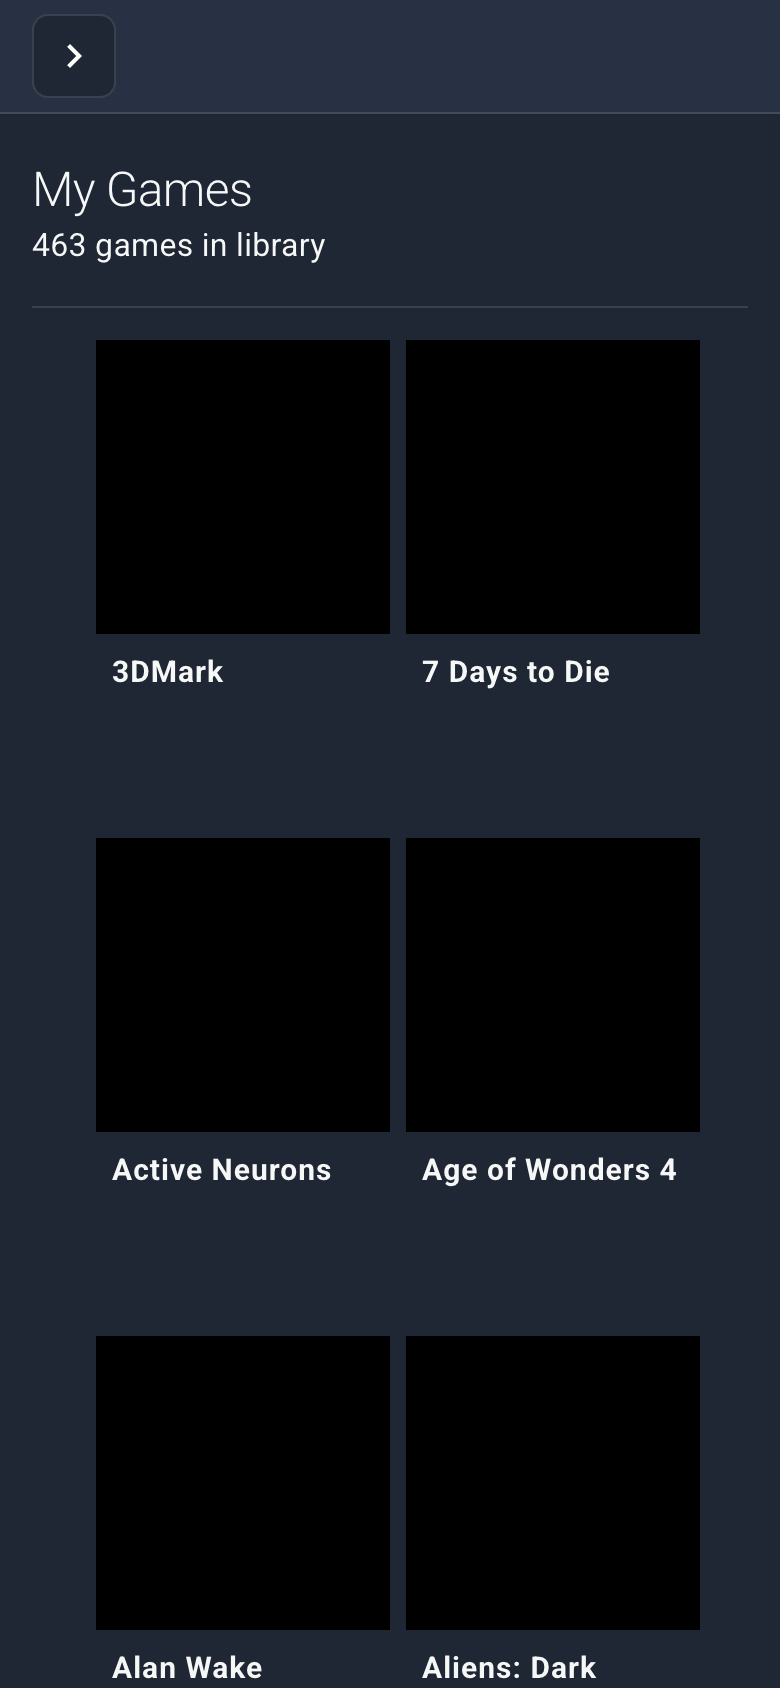 My Games
463 games in library
3DMark
7 Days to Die
Active Neurons
Age of Wonders 4
Alan Wake
Aliens: Dark